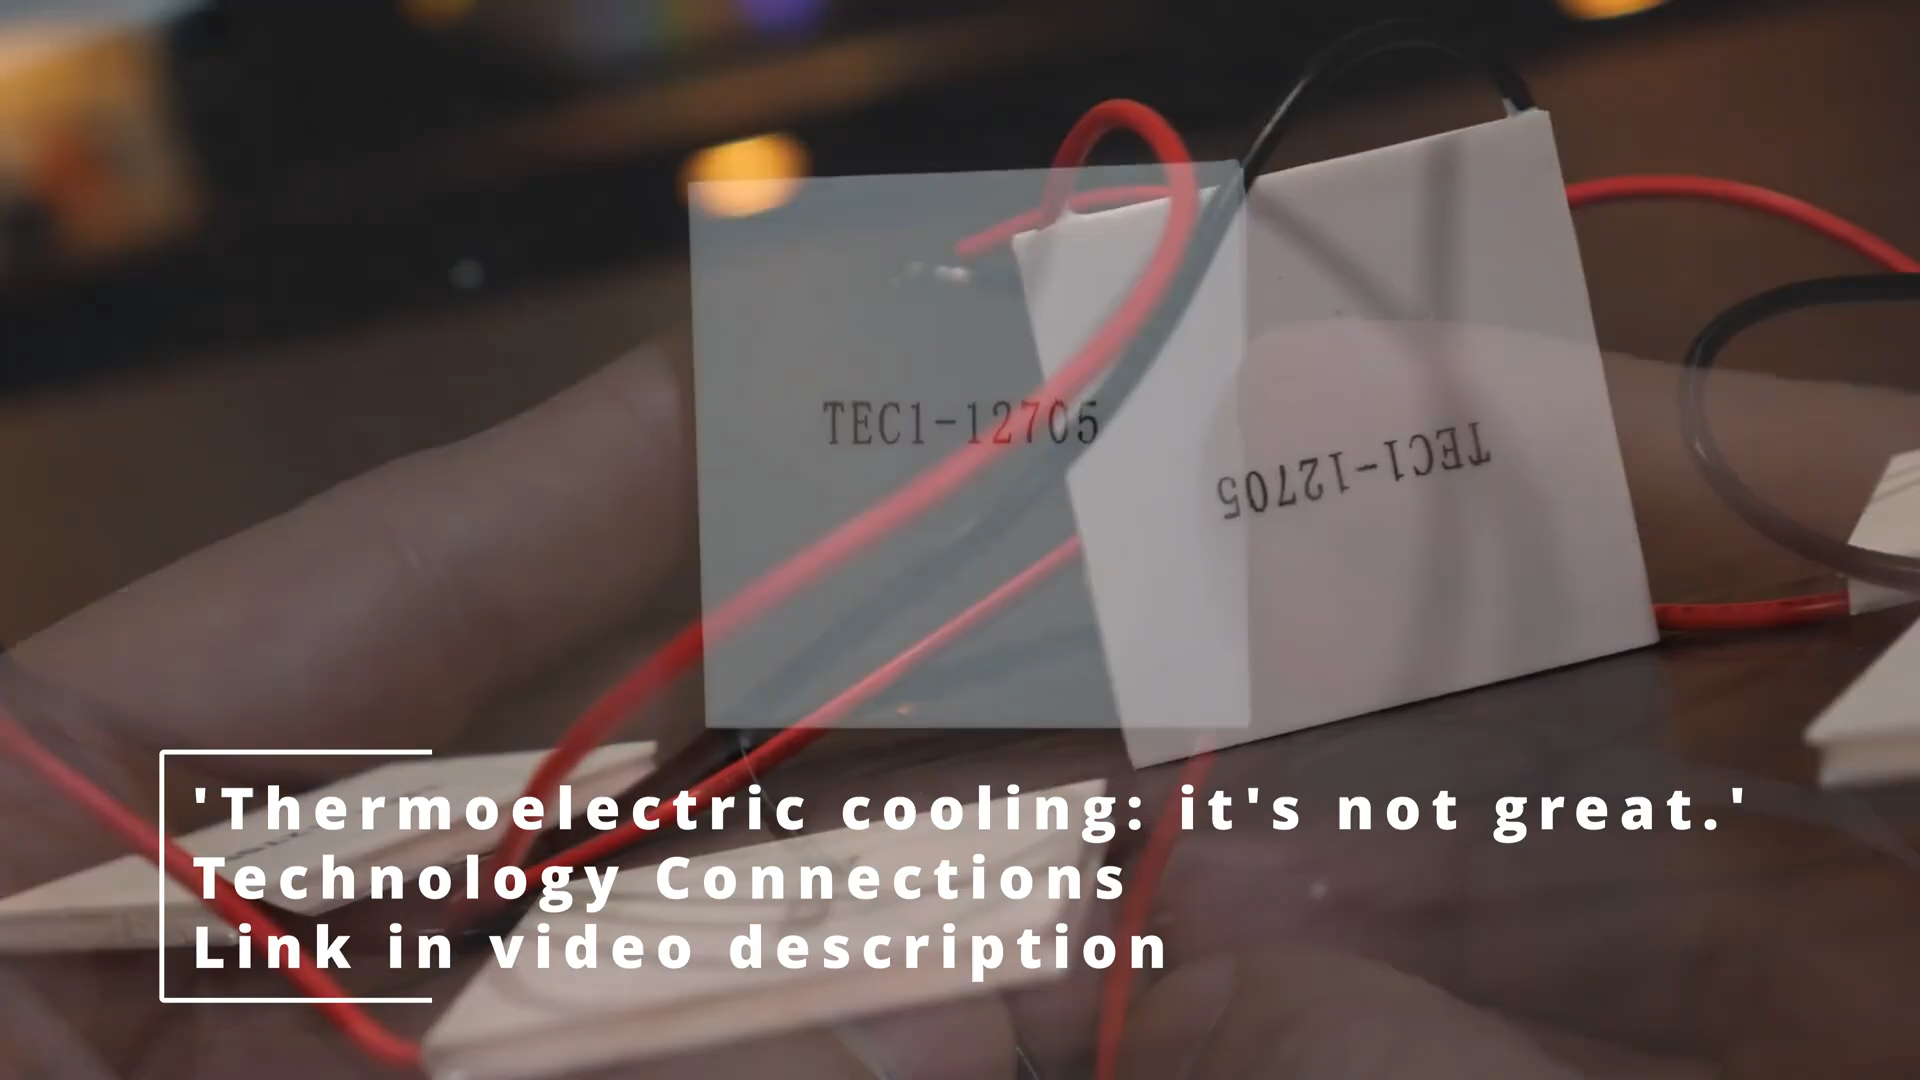 TEC1-12705
TEC1-12705
'Thermoelectric cooling: it's not great.'
Technology Connections
Link in video description